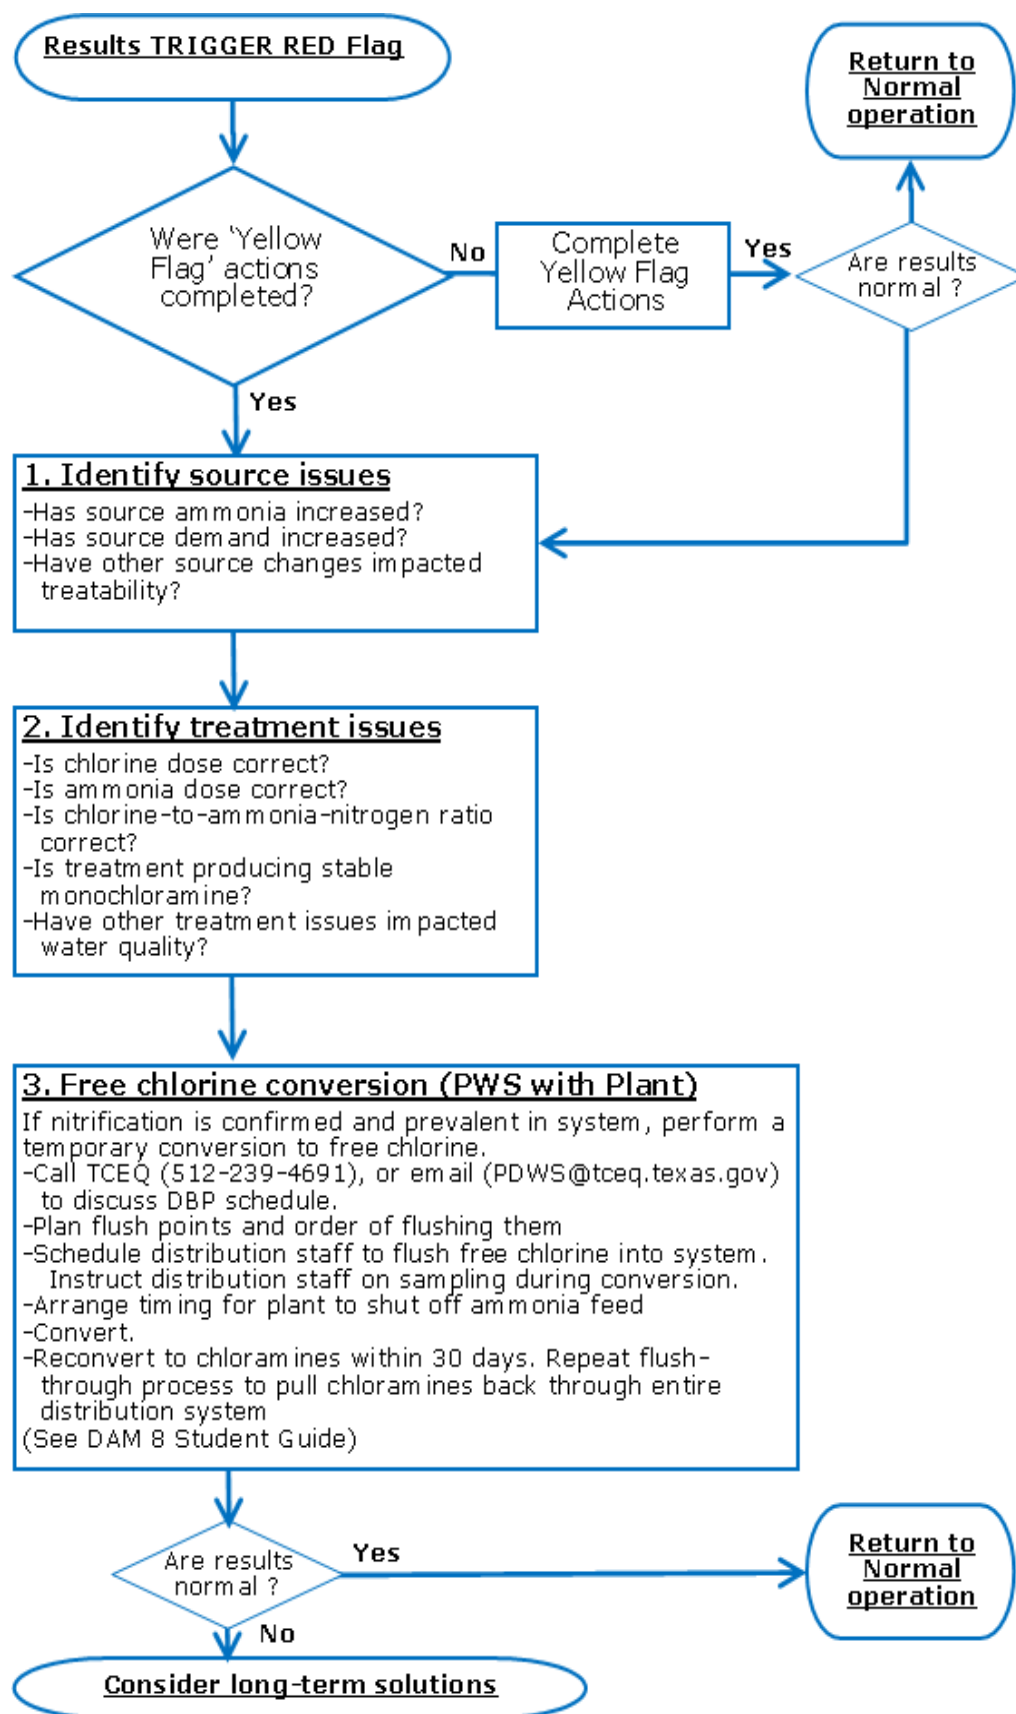 Results TRIGGER RED Flag
Return to
Normal
operation
Were ‘Yellow
Flag’ actions
completed?
No
Complete
Yellow Flag
Actions
Yes
Are results
normal ?
Yes
1. Identify source issues
-Has source ammonia increased?
-Has source demand increased?
-Have other source changes impacted
treatability?
2. Identify treatment issues
-Is chlorine dose correct?
-Is ammonia dose correct?
-Is chlorine-to-ammonia-nitrogen ratio
correct?
-Is treatment producing stable
monochloramine?
-Have other treatment issues impacted
water quality?
3. Free chlorine conversion (PWS with Plant)
If nitrification is confirmed and prevalent in system, perform a
temporary conversion to free chlorine.
-Call TCEQ (512-239-4691), or email (PDWS@tceq.texas.gov)
to discuss DBP schedule.
-Plan flush points and order of flushing them
-Schedule distribution staff to flush free chlorine into system.
Instruct distribution staff on sampling during conversion.
-Arrange timing for plant to shut off ammonia feed
-Convert.
-Reconvert to chloramines within 30 days. Repeat flush-
through process to pull chloramines back through entire
distribution system
(See DAM 8 Student Guide)
Are results
normal ?
Yes
Return to
Normal
operation
No
Consider long-term solutions